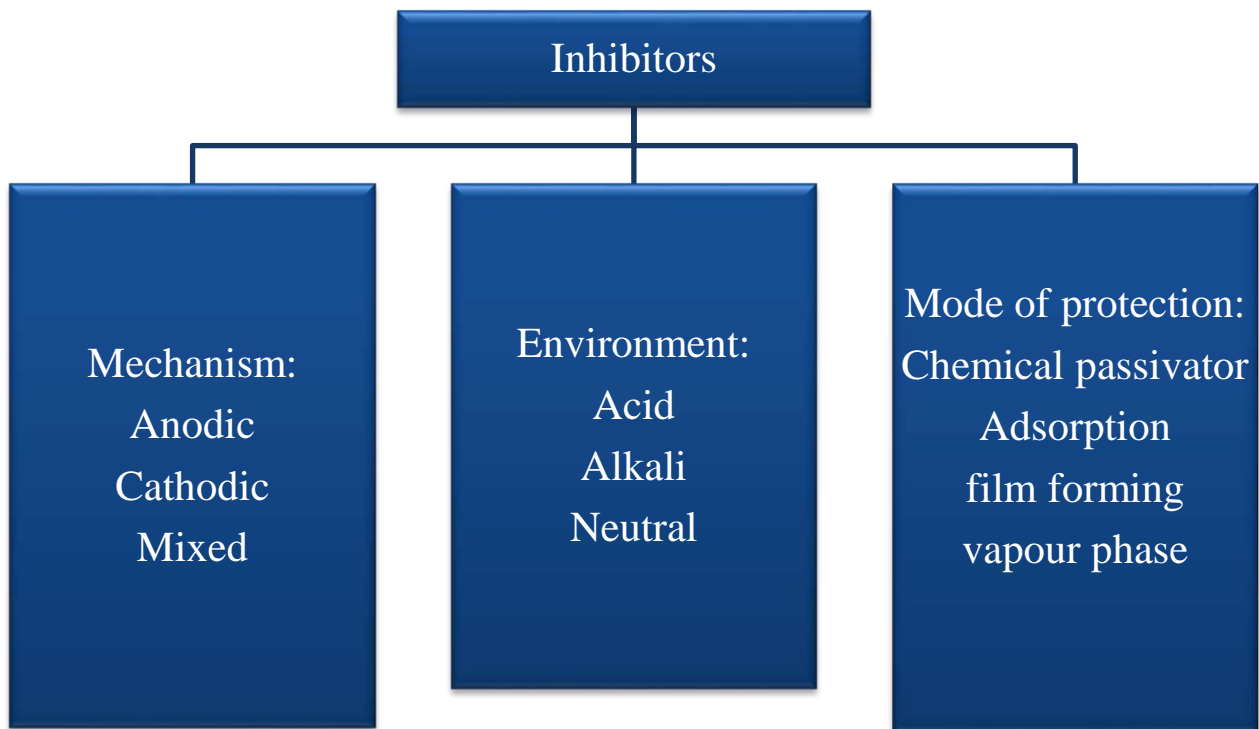 Inhibitors
Mechanism:
Anodic
Cathodic
Mixed
Environment:
Acid
Alkali
Neutral
Mode of protection:
Chemical passivator
Adsorption
film forming
vapour phase